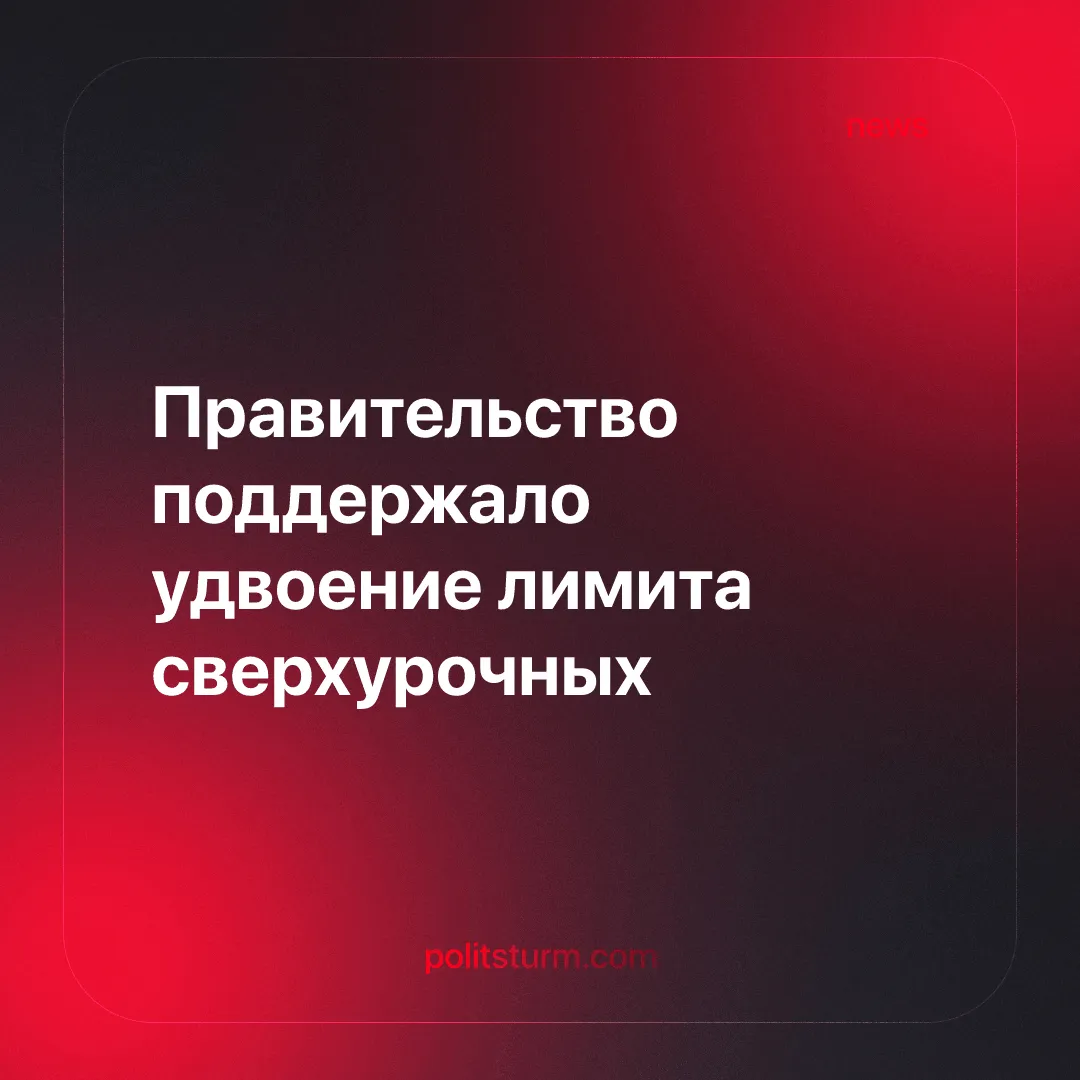 news
Правительство
поддержало
удвоение лимита
сверхурочных
politsturm.com